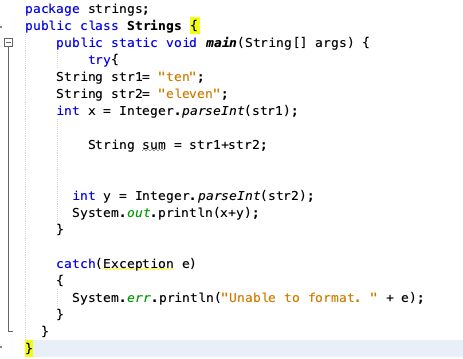 package strings;
public class Strings {
public static void main(String[] args) {
try{
String str1= "ten";
String str2= "eleven";
int x = Integer.parseInt(str1);
String sum = str1+str2;
int y = Integer.parseInt(str2);
System.out.println(x+y);
}
catch(Exception e)
{
System.err.println("Unable to format. " + e);
}
}
}